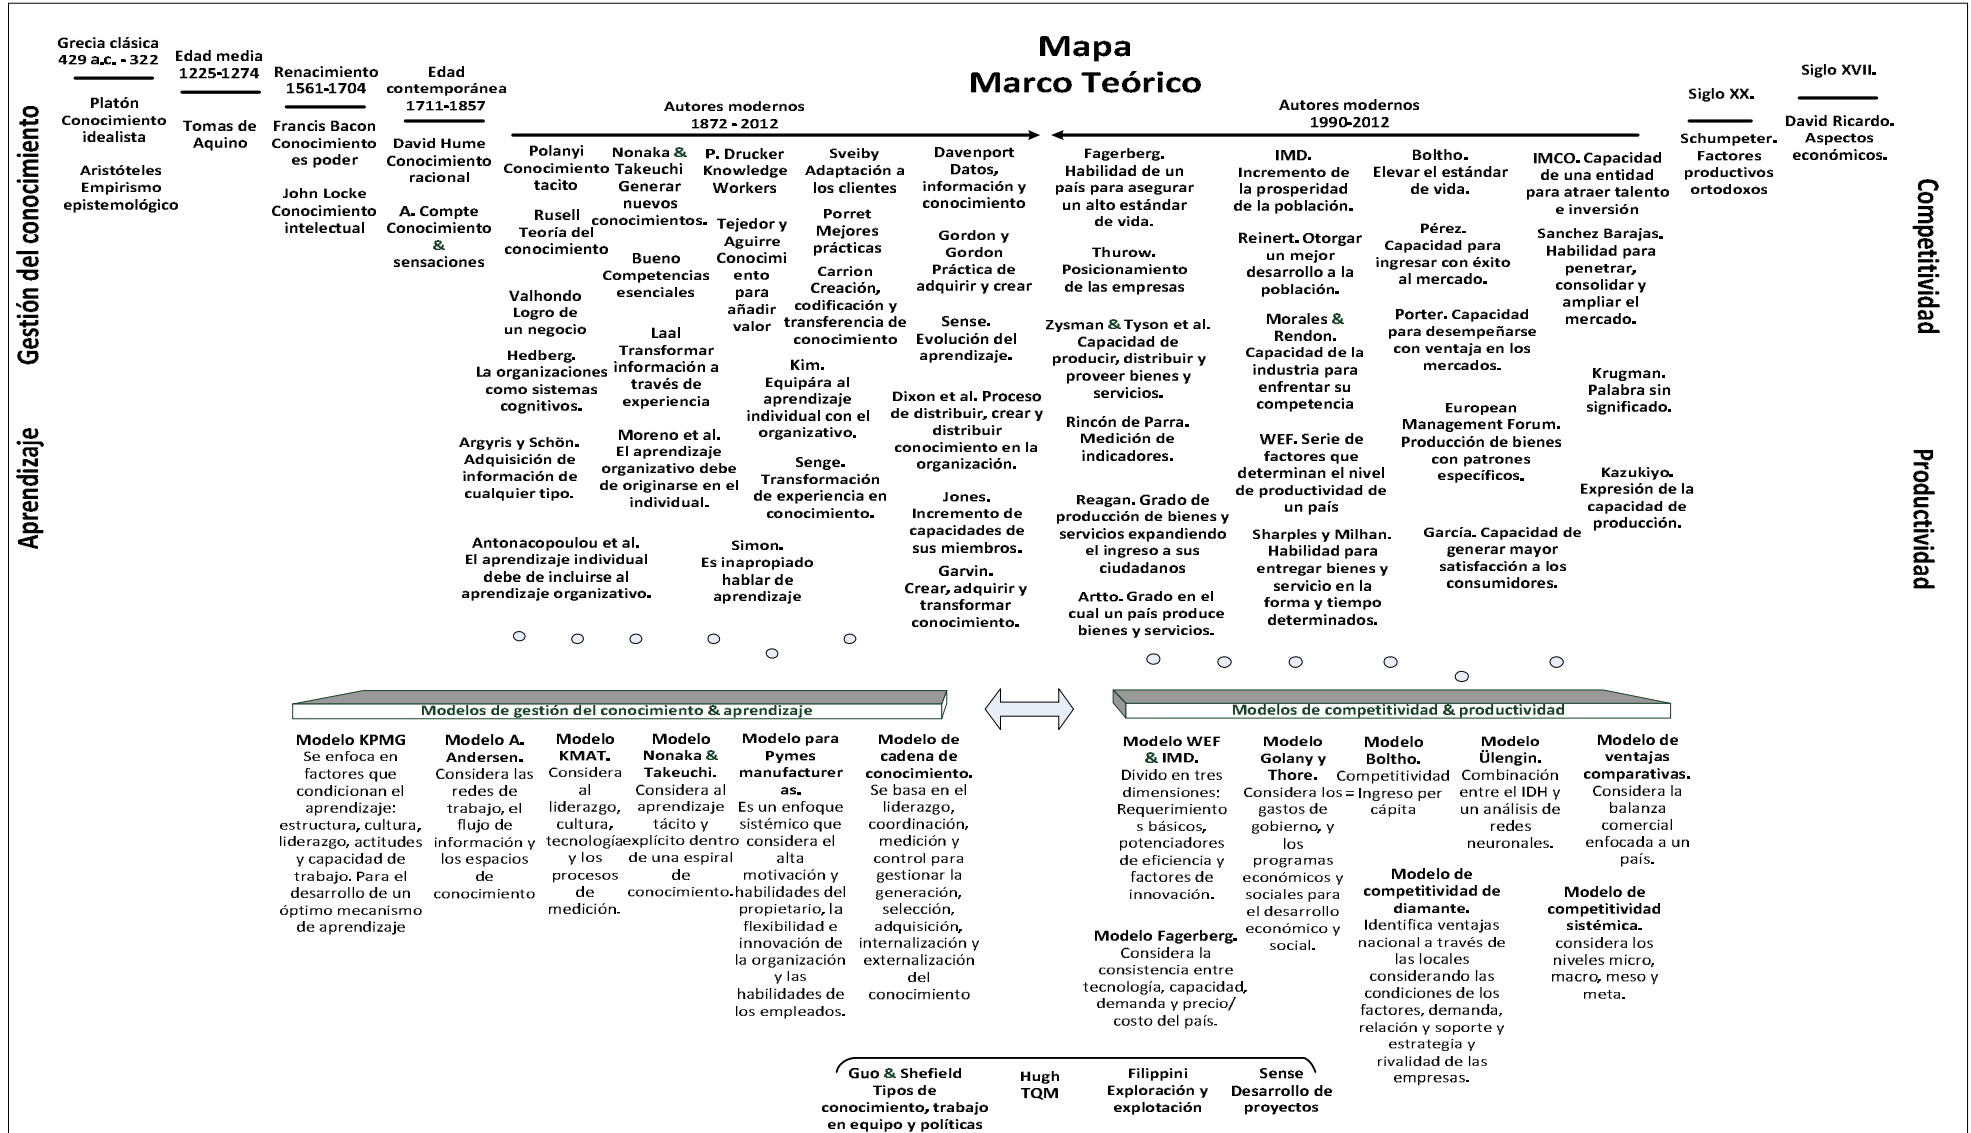 Mapa
Marco Teórico
Gestión del conocimiento
Aprendizaje
Grecia clásica
429 a.c. - 322
Platón
Conocimiento
idealista
Aristóteles
Empirismo
epistemológico
Edad media
1225-1274
Tomas de
Aquino
Renacimiento
1561-1704
Francis Bacon
Conocimiento
es poder
John Locke
Conocimiento
intelectual
Edad
contemporánea
1711-1857
David Hume
Conocimiento
racional
A. Compte
Conocimiento
&
sensaciones
Autores modernos
1872 - 2012
Polanyi
Conocimiento
tacito
Rusell
Teoría del
conocimiento
Valhondo
Logro de
un negocio
Hedberg.
La organizaciones
como sistemas
cognitivos.
Argyris y Schön.
Adquisición de
información de
cualquier tipo.
Antonacopoulou et al.
El aprendizaje individual
debe de incluirse al
aprendizaje organizativo.
Nonaka &
Takeuchi
Generar
nuevos
conocimientos.
Bueno
Competencias
esenciales
Laal
Transformar
información a
través de
experiencia
Moreno et al.
El aprendizaje
organizativo debe
de originarse en el
individual.
P. Drucker
Knowledge
Workers
Tejedor y
Aguirre
Conocimi
ento
para
añadir
valor
Sveiby
Adaptación a
los clientes
Porret
Mejores
prácticas
Carrion
Creación,
codificación y
transferencia de
conocimiento
Kim.
Equipára al
aprendizaje
individual con el
organizativo.
Senge.
Transformación
de experiencia en
conocimiento.
Simon.
Es inapropiado
hablar de
aprendizaje
Davenport
Datos,
información y
conocimiento
Gordon y
Gordon
Práctica de
adquirir y crear
Sense.
Evolución del
aprendizaje.
Dixon et al. Proceso
de distribuir, crear y
distribuir
conocimiento en la
organización.
Jones.
Incremento de
capacidades de
sus miembros.
Garvin.
Crear, adquirir y
transformar
conocimiento.
Autores modernos
1990-2012
Fagerberg.
Habilidad de un
país para asegurar
un alto estándar
de vida.
Thurow.
Posicionamiento
de las empresas
Zysman & Tyson et al.
Capacidad de
producir, distribuir y
proveer bienes y
servicios.
Rincón de Parra.
Medición de
indicadores.
Reagan. Grado de
producción de bienes y
servicios expandiendo
el ingreso a sus
ciudadanos
Artto. Grado en el
cual un país produce
bienes y servicios.
IMD.
Incremento de
la prosperidad
de la población.
Reinert. Otorgar
un mejor
desarrollo a la
población.
Morales &
Rendon.
Capacidad de la
industria para
enfrentar su
competencia
WEF. Serie de
factores que
determinan el nivel
de productividad de
un país
Sharples y Milhan.
Habilidad para
entregar bienes y
servicio en la
forma y tiempo
determinados.
Boltho.
Elevar el estándar
de vida.
Pérez.
Capacidad para
ingresar con éxito
al mercado.
Porter. Capacidad
para desempeñarse
con ventaja en los
mercados.
European
Management Forum.
Producción de bienes
con patrones
específicos.
García. Capacidad de
generar mayor
satisfacción a los
consumidores.
IMCO. Capacidad
de una entidad
para atraer talento
e inversión
Sanchez Barajas.
Habilidad para
penetrar,
consolidar y
ampliar el
mercado.
Krugman.
Palabra sin
significado.
Kazukiyo.
Expresión de la
capacidad de
producción.
Siglo XX.
Schumpeter.
Factores
productivos
ortodoxos
Siglo XVII.
David Ricardo.
Aspectos
económicos.
Competitividad
Productividad
Modelos de gestión del conocimiento & aprendizaje
Modelo KPMG
Se enfoca en
factores que
condicionan el
aprendizaje:
estructura, cultura,
liderazgo, actitudes
y capacidad de
trabajo. Para el
desarrollo de un
óptimo mecanismo
de aprendizaje
Modelo A.
Andersen.
Considera las
redes de
trabajo, el
flujo de
información y
los espacios
de
conocimiento
Modelo
KMAT.
Considera
al
liderazgo,
cultura,
tecnología
y los
procesos
de
medición.
Modelo
Nonaka &
Takeuchi.
Considera al
aprendizaje
tácito y
explícito dentro
de una espiral
de
conocimiento.
Modelo para
Pymes
manufacturer
as.
Es un enfoque
sistémico que
considera el
alta
motivación y
habilidades del
propietario, la
flexibilidad e
innovación de
la organización
y las
habilidades de
los empleados.
Modelo de
cadena de
conocimiento.
Se basa en el
liderazgo,
coordinación,
medición y
control para
gestionar la
generación,
selección,
adquisición,
internalización y
externalización
del
conocimiento
Modelos de competitividad & productividad
Modelo WEF
& IMD.
Divido en tres
dimensiones:
Requerimiento
s básicos,
potenciadores
de eficiencia y
factores de
innovación.
Modelo Fagerberg.
Considera la
consistencia entre
tecnología, capacidad,
demanda y precio/
costo del país.
Modelo
Golany y
Thore.
Considera los
gastos de
gobierno, y
los
programas
económicos y
sociales para
el desarrollo
económico y
social.
Modelo
Boltho.
Competitividad
=Ingreso per
cápita
Modelo de
competitividad de
diamante.
Identifica ventajas
nacional a través de
las locales
considerando las
condiciones de los
factores, demanda,
relación y soporte y
estrategia y
rivalidad de las
empresas.
Modelo
Ülengin.
Combinación
entre el IDH y
un análisis de
redes
neuronales.
Modelo de
ventajas
comparativas.
Considera la
balanza
comercial
enfocada a un
país.
Modelo de
competitividad
sistémica.
considera los
niveles micro,
macro, meso y
meta.
Guo & Shefield
Tipos de
conocimiento, trabajo
en equipo y políticas
Hugh
TQM
Filippini
Exploración y
explotación
Sense
Desarrollo de
proyectos